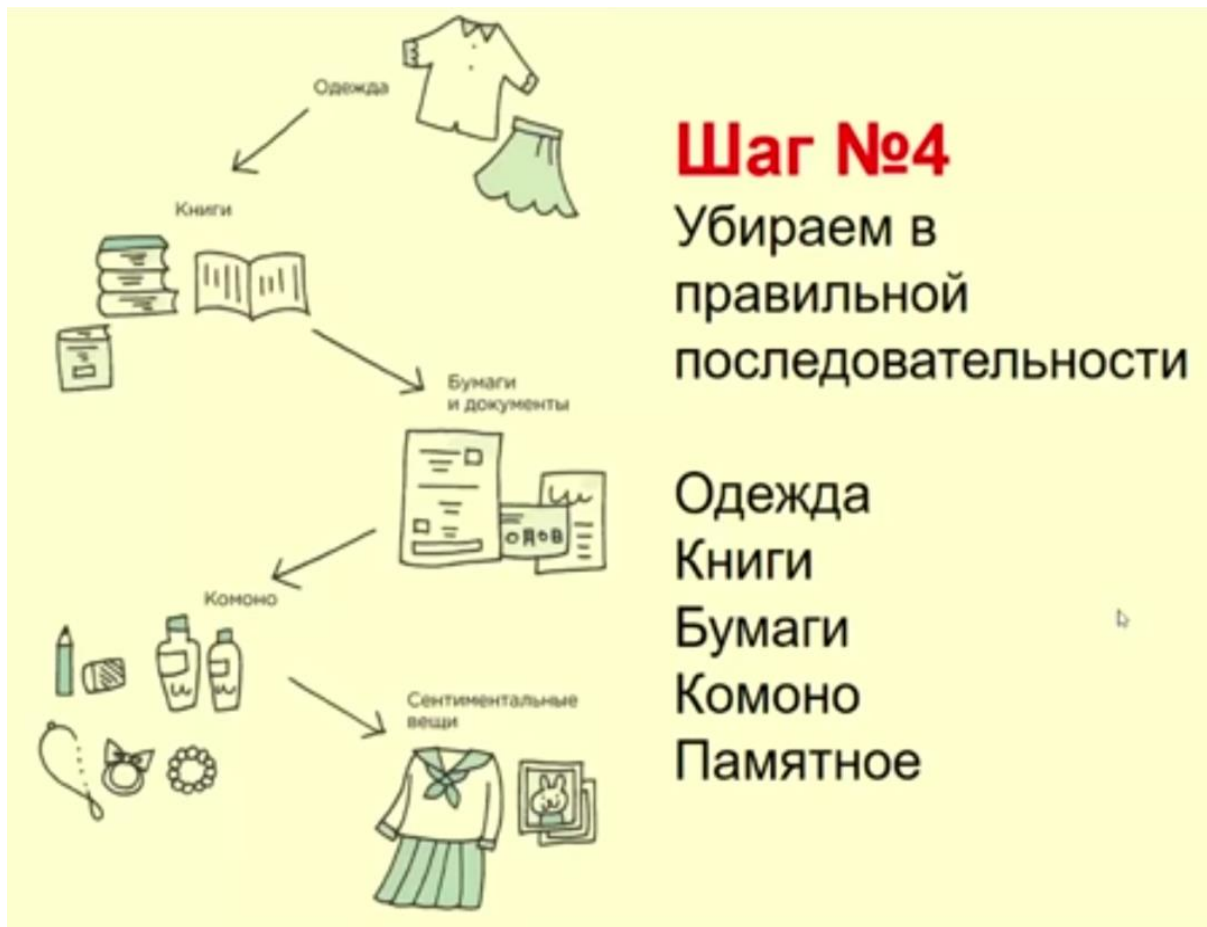 Одежда
Книги
Бумаги
и документы
Комоно
Сентиментальные
вещи
Шаг №4
Убираем в
правильной
последовательности
Одежда
Книги
Бумаги
Комоно
Памятное